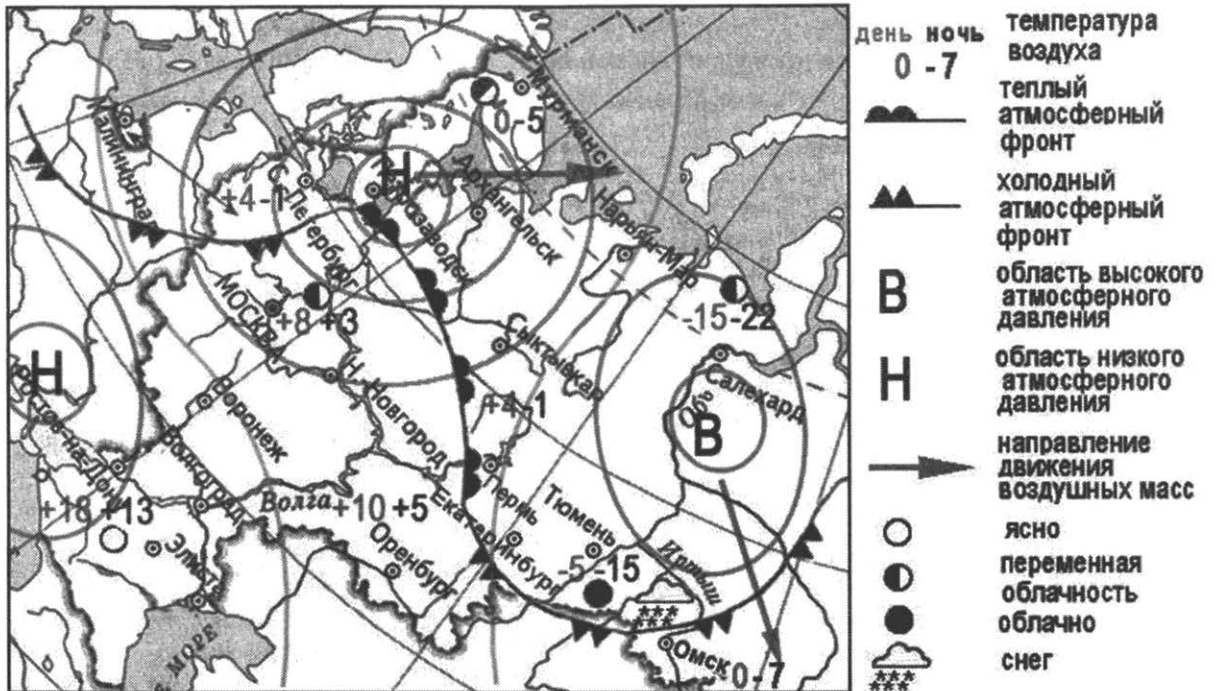 Мурманск
0 -5
Калининград
Н
Архангельск
С.-Петербург
Петрозаводск
Нарьян-Мар
+4 -1
МОСКВА
+8 +3
-15 -22
Сыктывкар
Салехард
Обь
Н
Н. Новгород
+4 -1
В
Воронеж
Ростов-на-Дону
Волгоград
Пермь
Волга
+10 +5
+18 +13
Екатеринбург
Тюмень
Иртыш
Оренбург
Элиста
-5 -15
Е МОРЕ
Омск
0 -7
день ночь
0 -7
температура
воздуха
теплый
атмосферный
фронт
холодный
атмосферный
фронт
В
область высокого
атмосферного
давления
Н
область низкого
атмосферного
давления
направление
движения
воздушных масс
ясно
переменная
облачность
облачно
снег